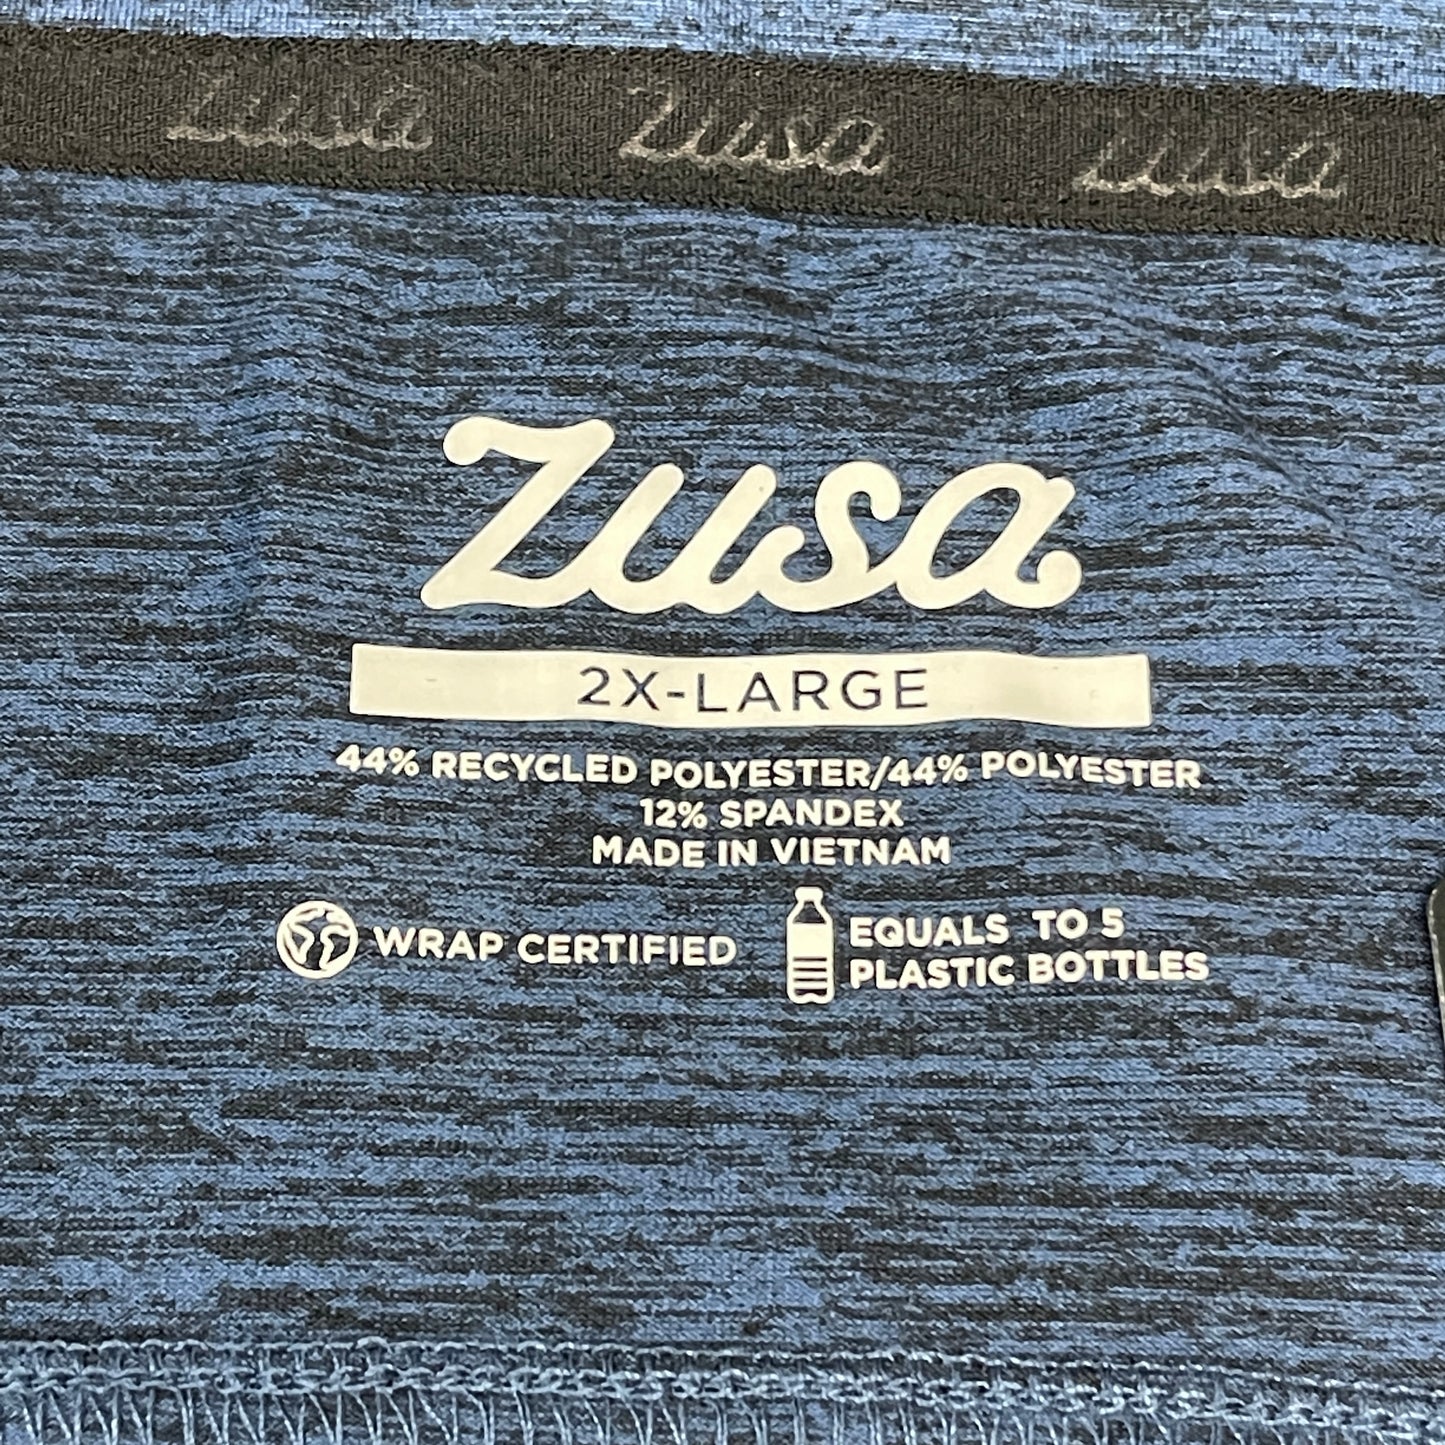 Zusa Zusa Zusa
Zusa
2X-LARGE
44% RECYCLED POLYESTER/44% POLYESTER
12% SPANDEX
MADE IN VIETNAM
WRAP CERTIFIED
EQUALS TO 5
PLASTIC BOTTLES